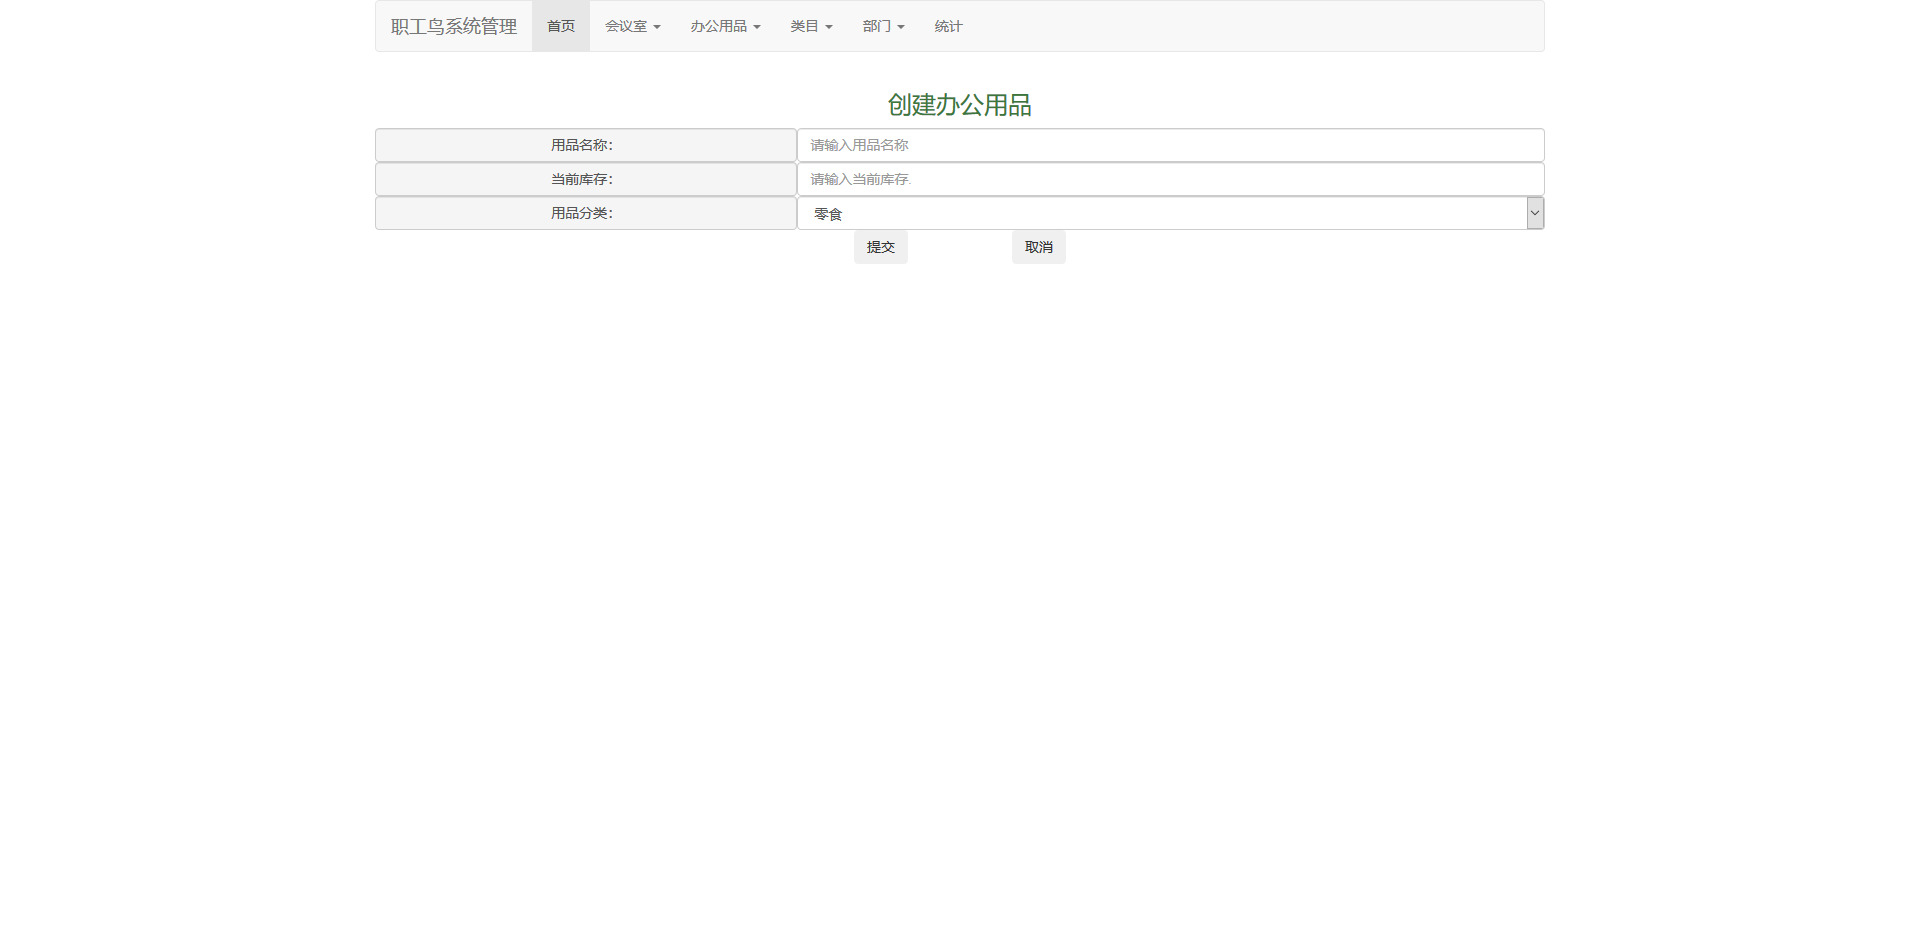 职工鸟系统管理 首页 会议室 办公用品 类目 部门 统计
创建办公用品
用品名称： 请输入用品名称
当前库存： 请输入当前库存.
用品分类： 零食
提交 取消